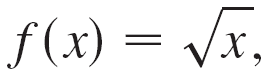 f(x) = √x,